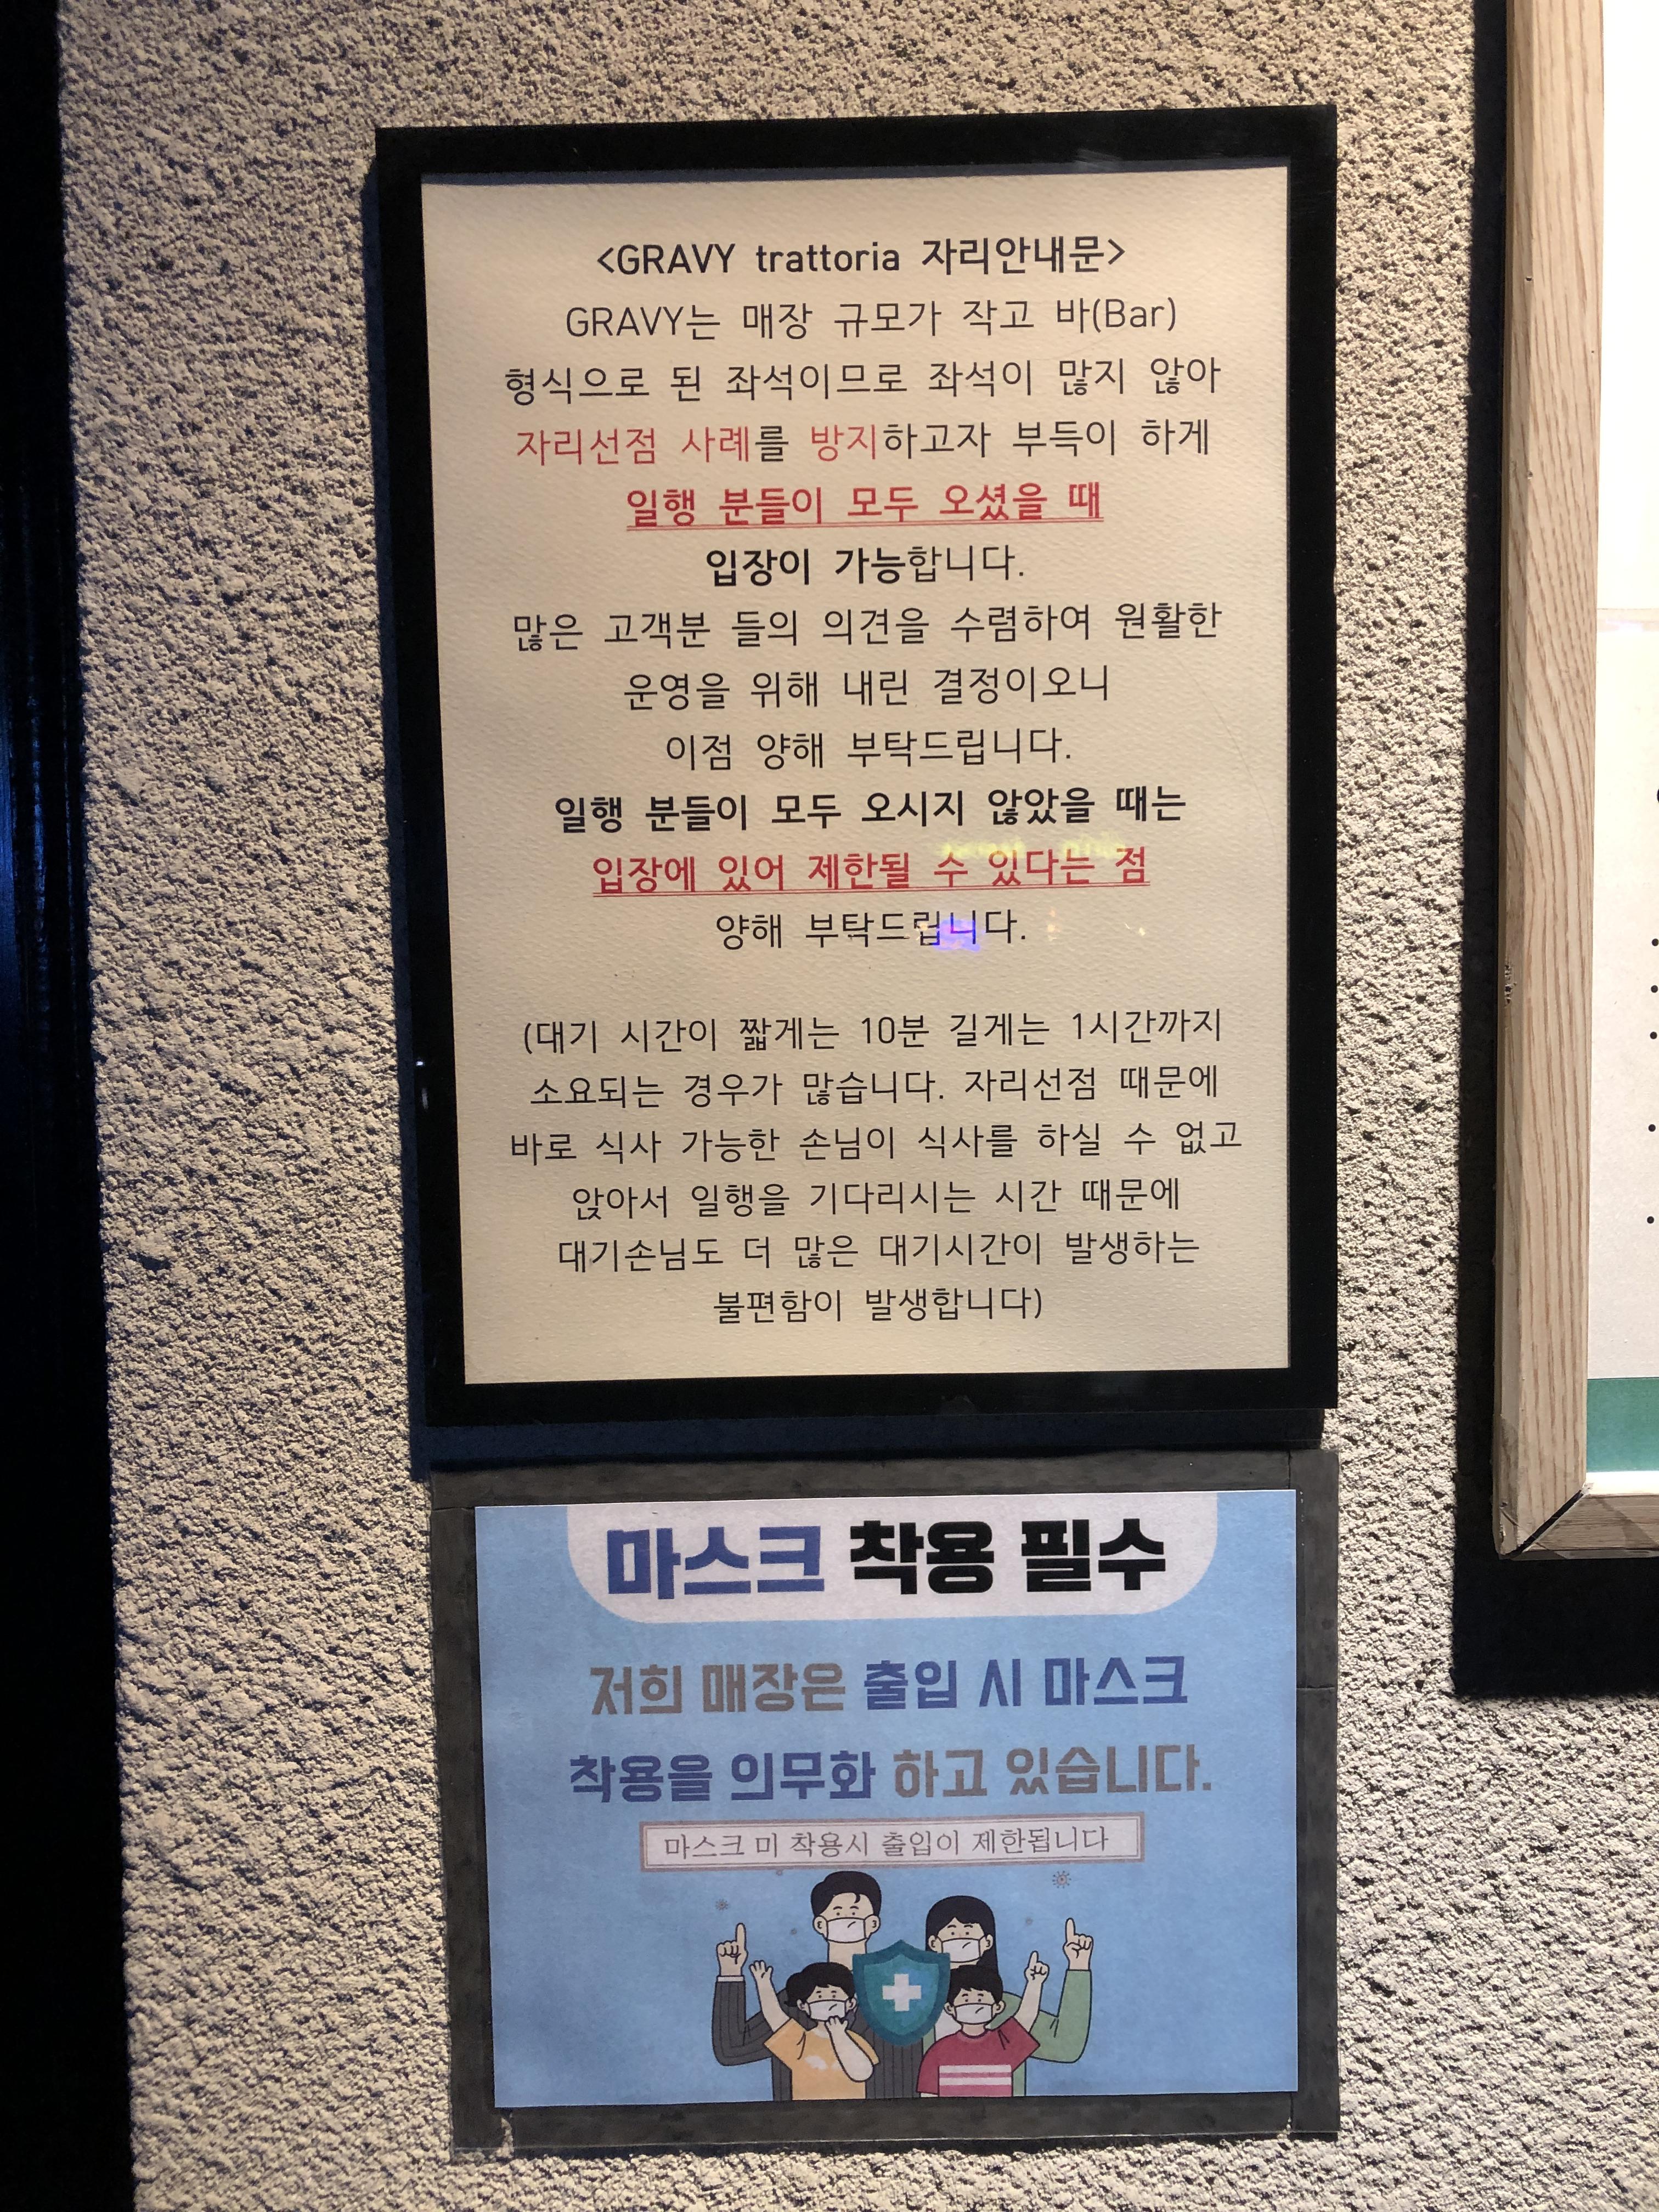 <GRAVY trattoria 자리안내문>
GRAVY는 매장 규모가 작고 바(Bar)
형식으로 된 좌석이므로 좌석이 많지 않아
자리선점 사례를 방지하고자 부득이 하게
일행 분들이 모두 오셨을 때
입장이 가능합니다.
많은 고객분 들의 의견을 수렴하여 원활한
운영을 위해 내린 결정이오니
이점 양해 부탁드립니다.
일행 분들이 모두 오시지 않았을 때는
입장에 있어 제한될 수 있다는 점
양해 부탁드립니다.
(대기 시간이 짧게는 10분 길게는 1시간까지
소요되는 경우가 많습니다. 자리선점 때문에
바로 식사 가능한 손님이 식사를 하실 수 없고
앉아서 일행을 기다리시는 시간 때문에
대기손님도 더 많은 대기시간이 발생하는
불편함이 발생합니다)
마스크 착용 필수
저희 매장은 출입 시 마스크
착용을 의무화 하고 있습니다.
마스크 미 착용시 출입이 제한됩니다